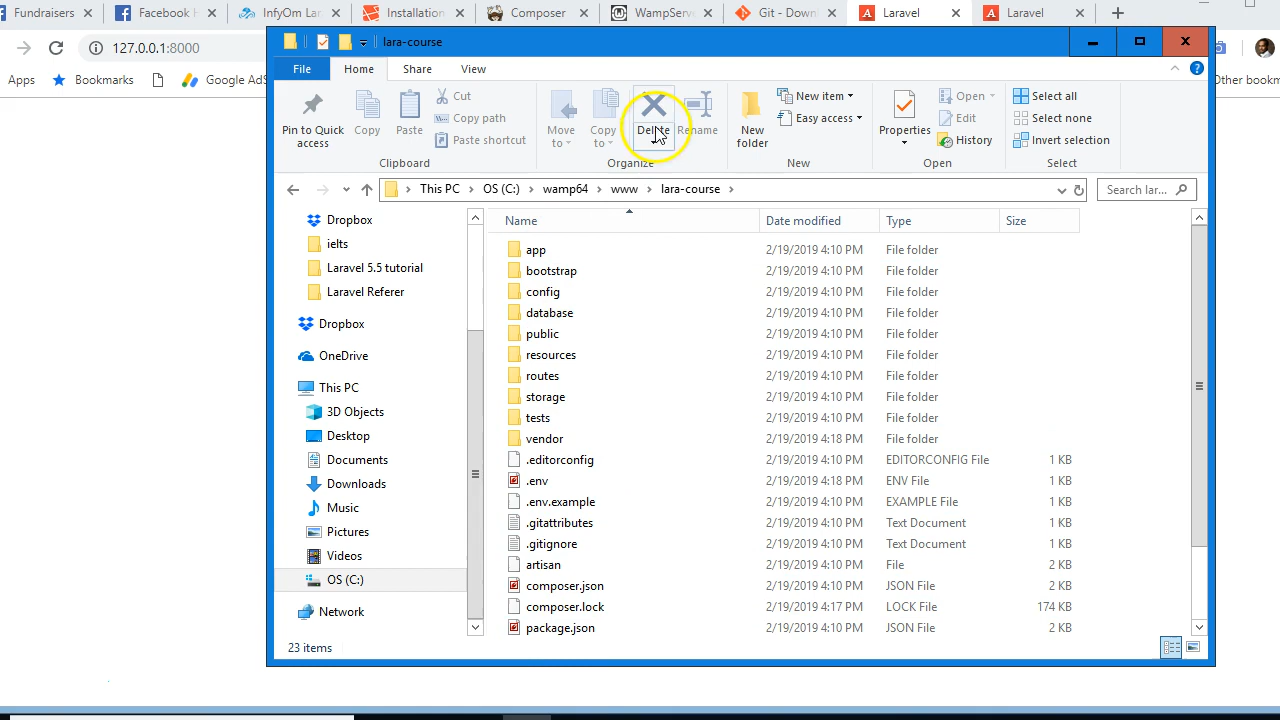 Fundraisers Facebook InfyOm La Installation Composer WampServ Git - Down Laravel Laravel
127.0.0.1:8000
lara-course
Apps Bookmarks Google AdS Other bookm
File Home Share View
Pin to Quick access Copy Paste Cut Copy path Paste shortcut
Move to Copy to Delete Rename New folder New item Easy access Properties Open Edit History Select all Select none Invert selection
Clipboard Organize New Open Select
This PC OS (C:) wamp64 www lara-course Search lar...
Dropbox
ielts
Laravel 5.5 tutorial
Laravel Referer
Dropbox
OneDrive
This PC
3D Objects
Desktop
Documents
Downloads
Music
Pictures
Videos
OS (C:)
Network
Name Date modified Type Size
app 2/19/2019 4:10 PM File folder
bootstrap 2/19/2019 4:10 PM File folder
config 2/19/2019 4:10 PM File folder
database 2/19/2019 4:10 PM File folder
public 2/19/2019 4:10 PM File folder
resources 2/19/2019 4:10 PM File folder
routes 2/19/2019 4:10 PM File folder
storage 2/19/2019 4:10 PM File folder
tests 2/19/2019 4:10 PM File folder
vendor 2/19/2019 4:18 PM File folder
.editorconfig 2/19/2019 4:10 PM EDITORCONFIG File 1 KB
.env 2/19/2019 4:18 PM ENV File 1 KB
.env.example 2/19/2019 4:10 PM EXAMPLE File 1 KB
.gitattributes 2/19/2019 4:10 PM Text Document 1 KB
.gitignore 2/19/2019 4:10 PM Text Document 1 KB
artisan 2/19/2019 4:10 PM File 2 KB
composer.json 2/19/2019 4:10 PM JSON File 2 KB
composer.lock 2/19/2019 4:17 PM LOCK File 174 KB
package.json 2/19/2019 4:10 PM JSON File 2 KB
23 items